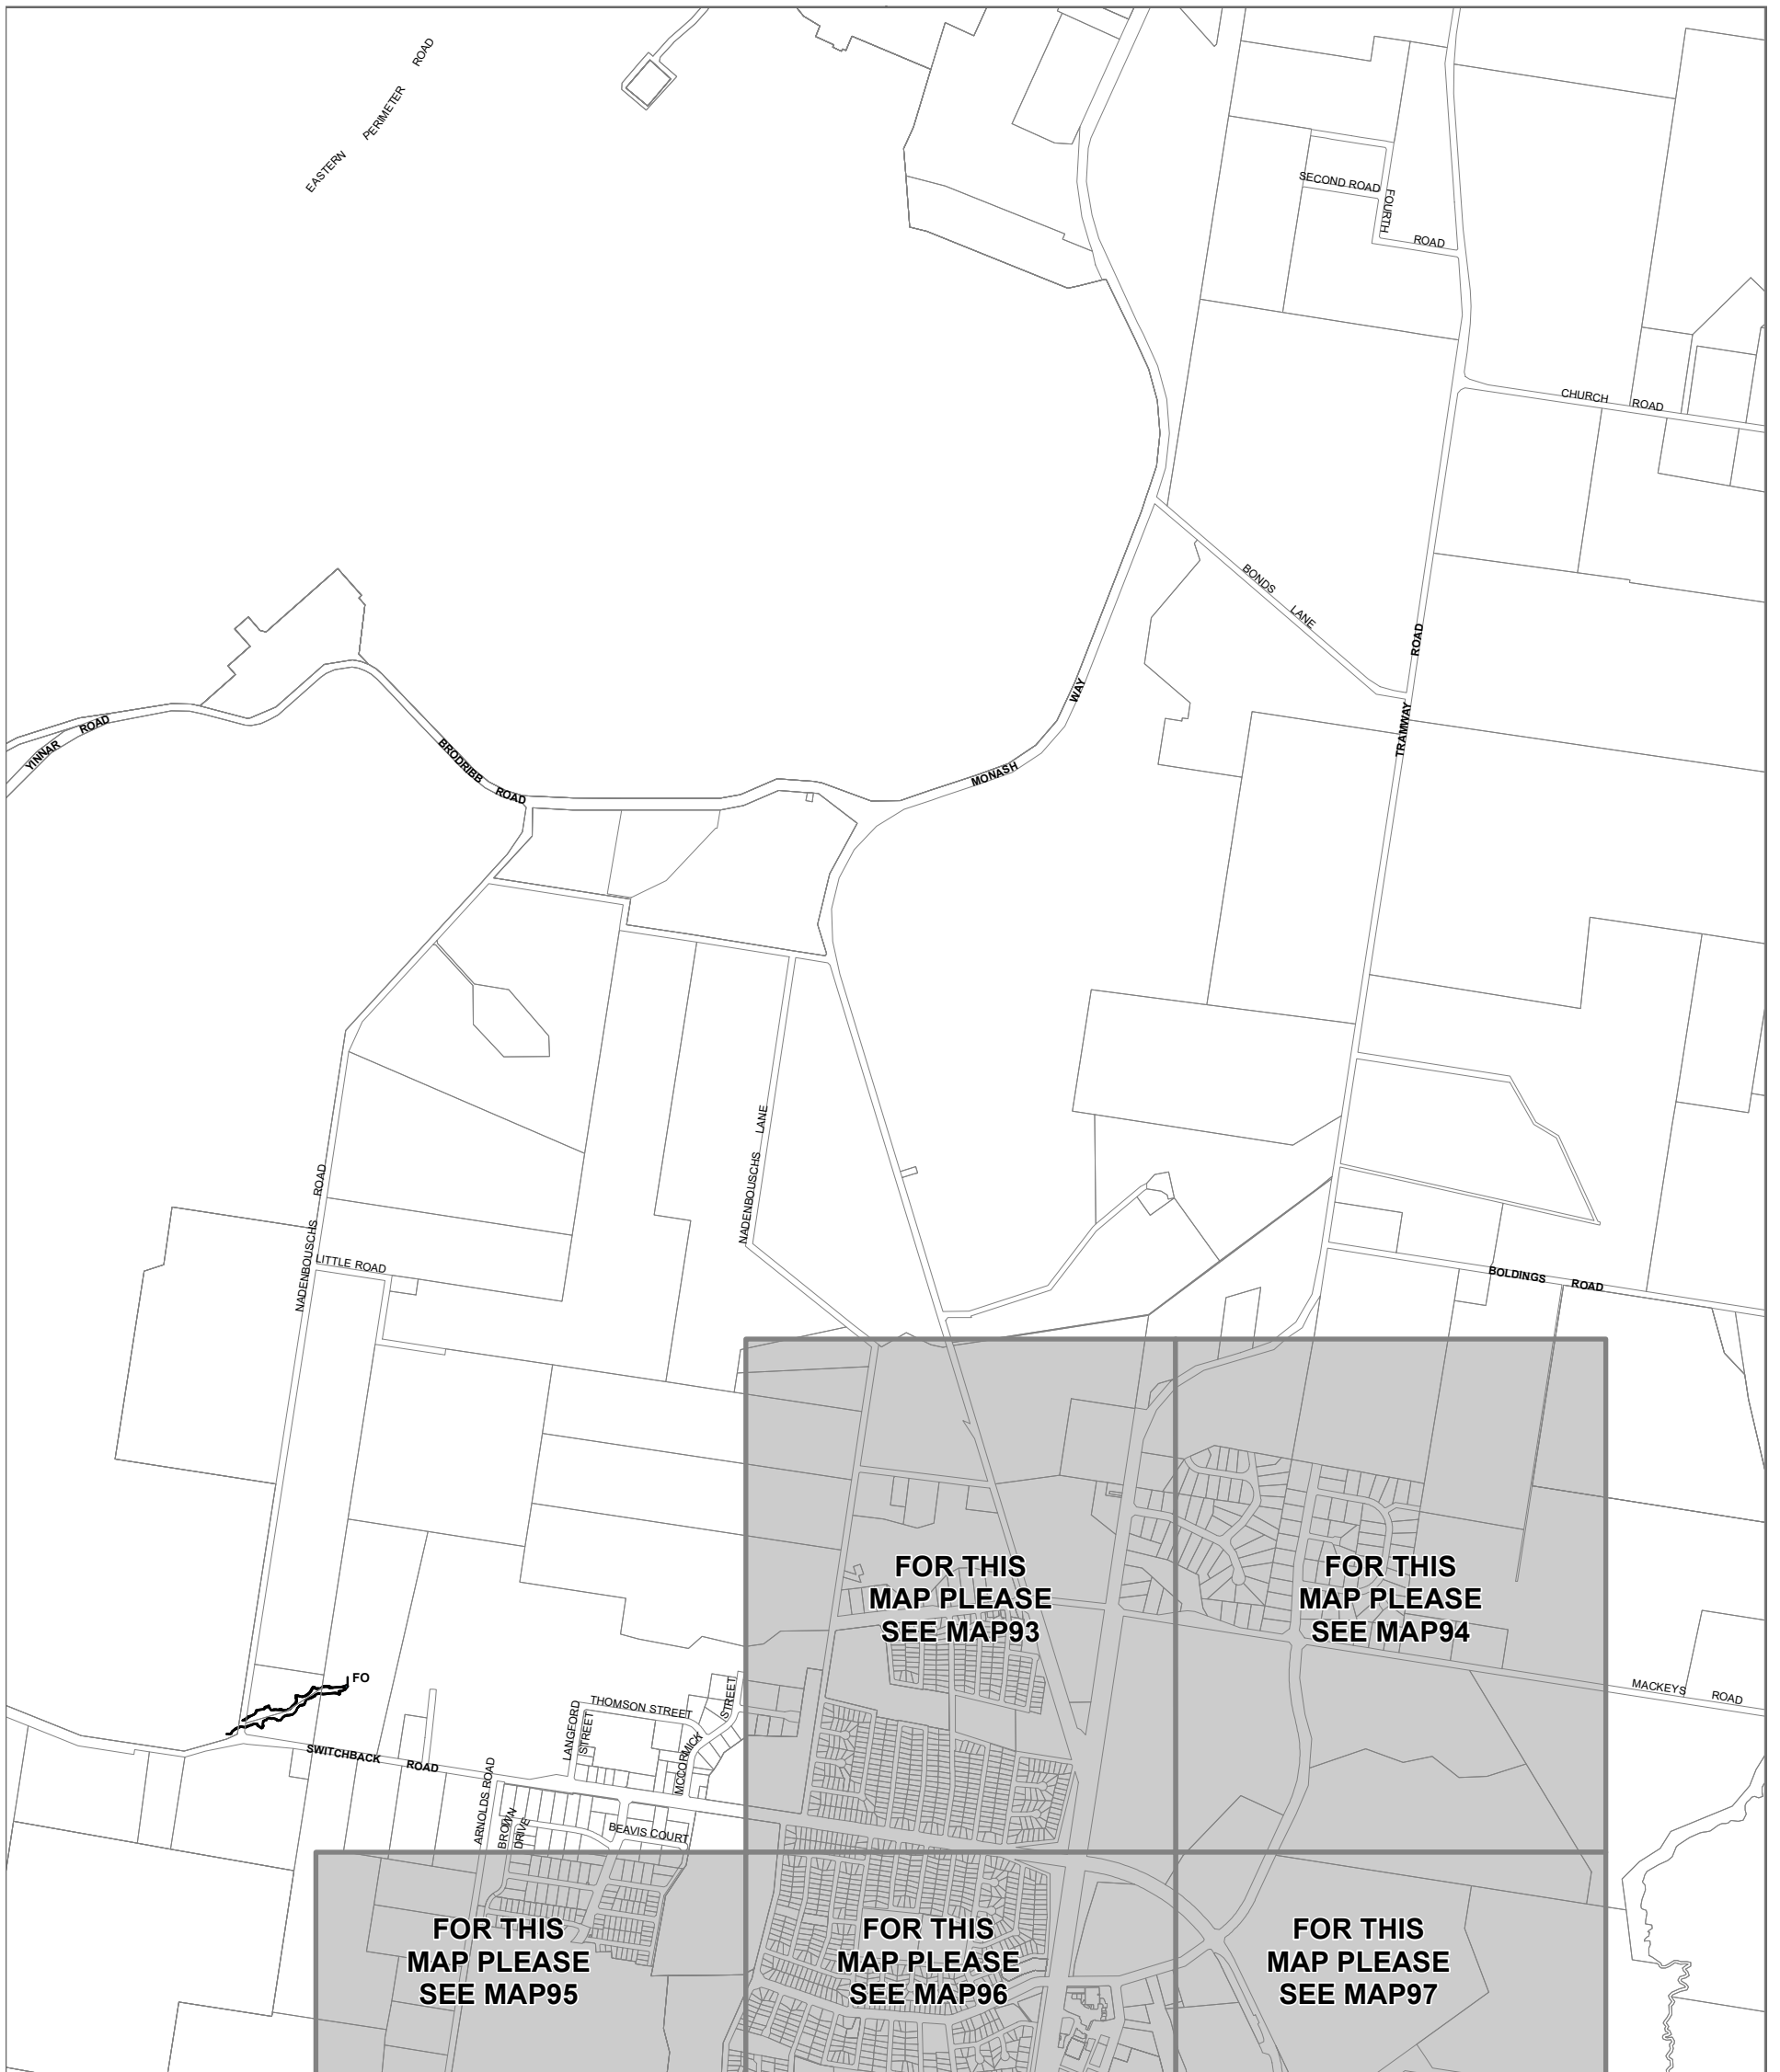 EASTERN PERIMETER ROAD
SECOND ROAD
FOURTH
ROAD
CHURCH ROAD
BONDS LANE
TRAMWAY ROAD
MONASH WAY
YINNAR ROAD
BRODRIBB ROAD
NADENBOUSCHS LANE
NADENBOUSCHS ROAD
LITTLE ROAD
BOLDINGS ROAD
FOR THIS
MAP PLEASE
SEE MAP93
FOR THIS
MAP PLEASE
SEE MAP94
FO
MACKEYS ROAD
THOMSON STREET
LANGFORD
STREET
MCCORMICK STREET
SWITCHBACK ROAD
ARNOLDS ROAD
BROWN
DRIVE
BEAVIS COURT
FOR THIS
MAP PLEASE
SEE MAP95
FOR THIS
MAP PLEASE
SEE MAP96
FOR THIS
MAP PLEASE
SEE MAP97